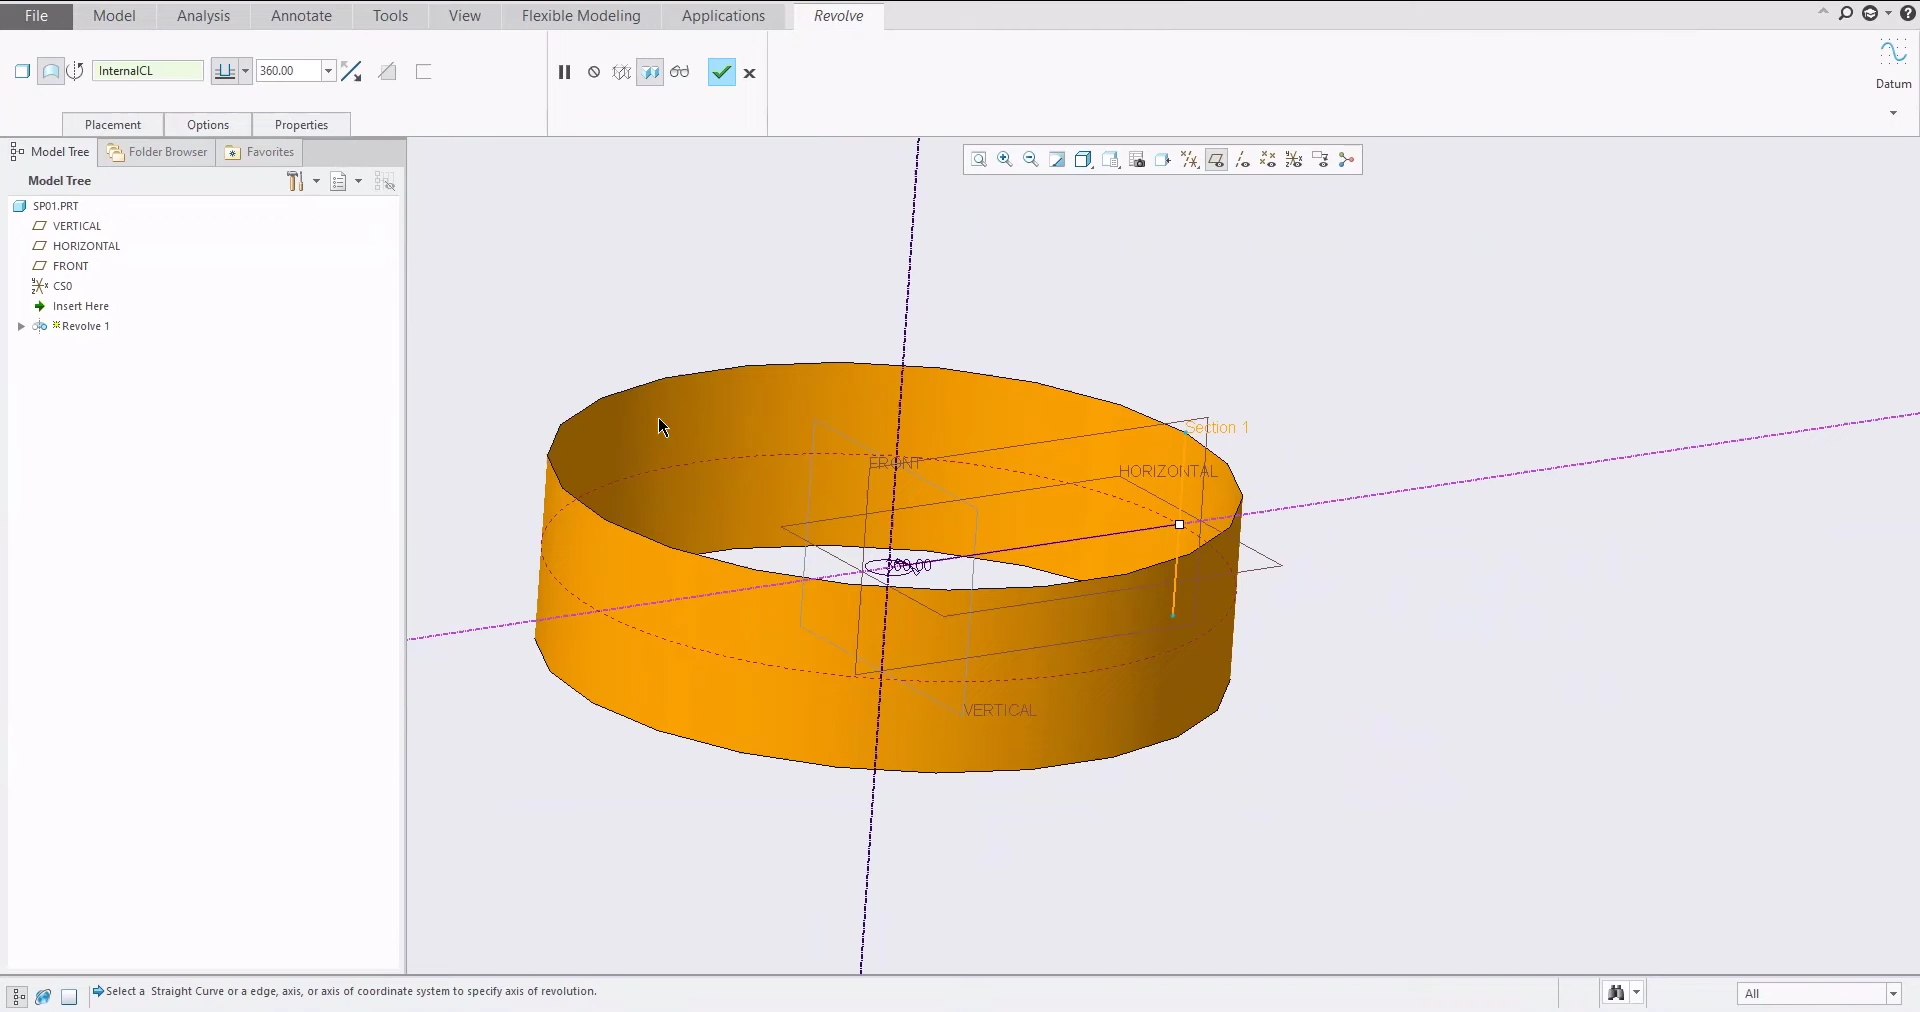 File Model Analysis Annotate Tools View Flexible Modeling Applications Revolve
InternalCL 360.00
Datum
Placement Options Properties
Model Tree Folder Browser Favorites
Model Tree
SP01.PRT
VERTICAL
HORIZONTAL
FRONT
CS0
Insert Here
Revolve 1
Section 1
FRONT
HORIZONTAL
360.00
VERTICAL
Select a Straight Curve or a edge, axis, or axis of coordinate system to specify axis of revolution.
All